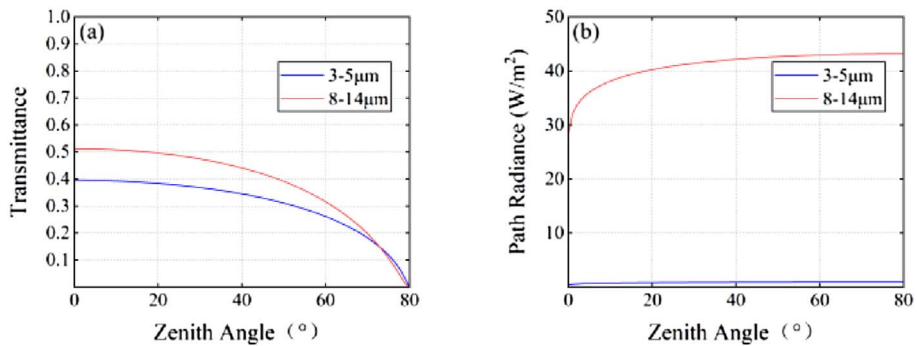 (a)
1.0
0.9
0.8
0.7
0.6
0.5
0.4
0.3
0.2
0.1
Transmittance
3-5μm
8-14μm
0 20 40 60 80
Zenith Angle（°）
(b)
50
40
30
20
10
Path Radiance (W/m²)
3-5μm
8-14μm
0 20 40 60 80
Zenith Angle（°）